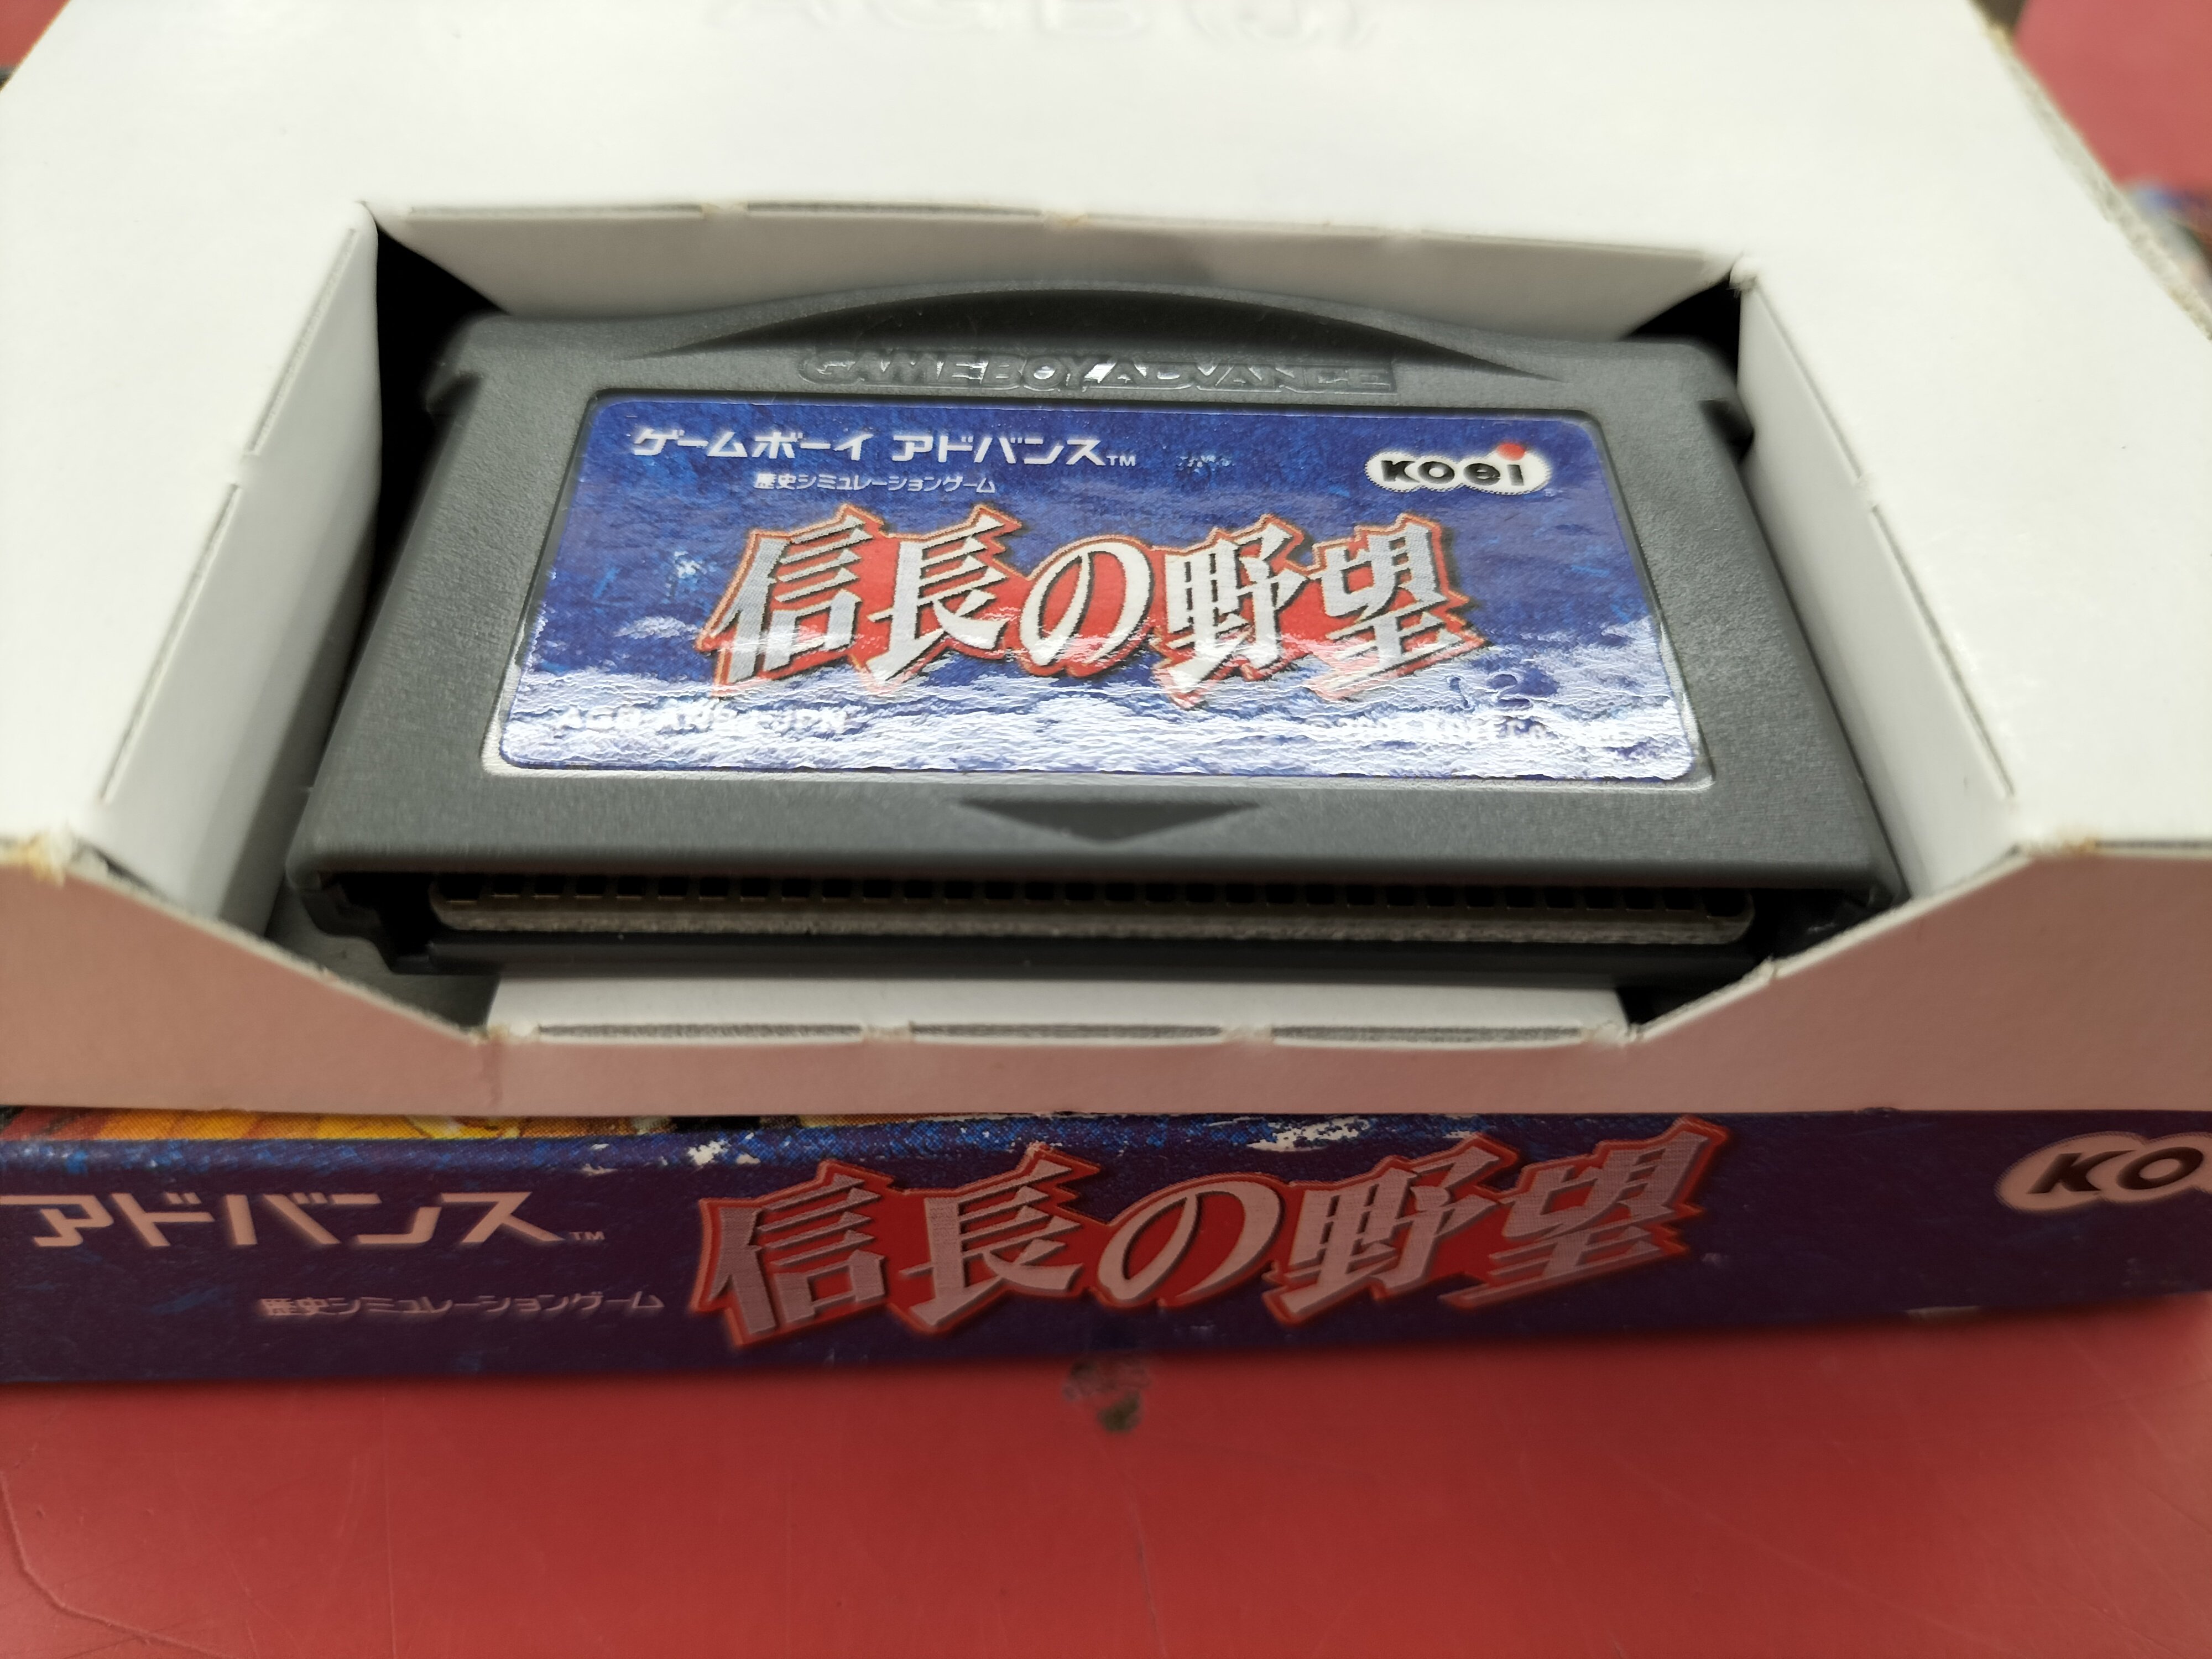 GAME BOY ADVANCE
ゲームボーイ アドバンス™
KOEI
歴史シミュレーションゲーム
信長の野望
12
アドバンス™
信長の野望
KO
歴史シミュレーションゲーム